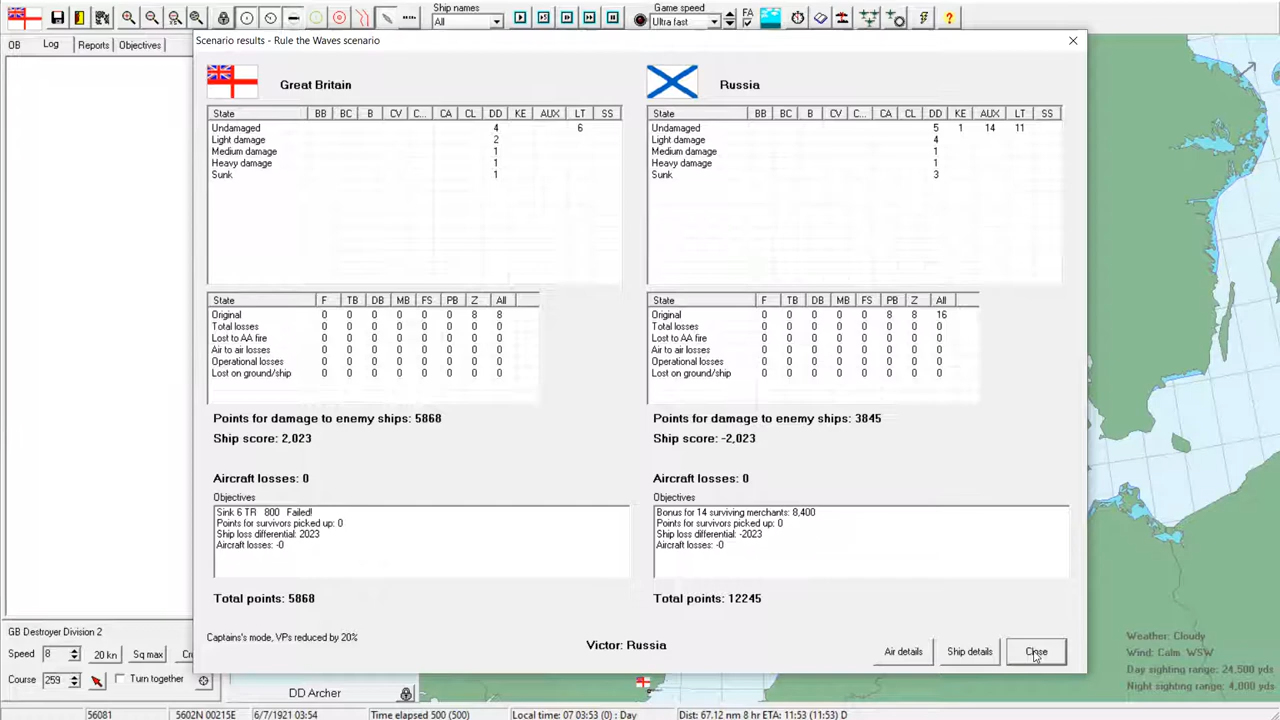 Ship names
All
Game speed
Ultra fast
FA
OB Log Reports Objectives
Scenario results - Rule the Waves scenario
Great Britain
State BB BC B CV C... CA CL DD KE AUX LT SS
Undamaged 4 6
Light damage 2
Medium damage 1
Heavy damage 1
Sunk 1
State F TB DB MB FS PB Z All
Original 0 0 0 0 0 0 8 8
Total losses 0 0 0 0 0 0 0 0
Lost to AA fire 0 0 0 0 0 0 0 0
Air to air losses 0 0 0 0 0 0 0 0
Operational losses 0 0 0 0 0 0 0 0
Lost on ground/ship 0 0 0 0 0 0 0 0
Points for damage to enemy ships: 5868
Ship score: 2,023
Aircraft losses: 0
Objectives
Sink 6 TR 800 Failed!
Points for survivors picked up: 0
Ship loss differential: 2023
Aircraft losses: -0
Total points: 5868
Russia
State BB BC B CV C... CA CL DD KE AUX LT SS
Undamaged 5 1 14 11
Light damage 4
Medium damage 1
Heavy damage 1
Sunk 3
State F TB DB MB FS PB Z All
Original 0 0 0 0 0 8 8 16
Total losses 0 0 0 0 0 0 0 0
Lost to AA fire 0 0 0 0 0 0 0 0
Air to air losses 0 0 0 0 0 0 0 0
Operational losses 0 0 0 0 0 0 0 0
Lost on ground/ship 0 0 0 0 0 0 0 0
Points for damage to enemy ships: 3845
Ship score: -2,023
Aircraft losses: 0
Objectives
Bonus for 14 surviving merchants: 8,400
Points for survivors picked up: 0
Ship loss differential: -2023
Aircraft losses: -0
Total points: 12245
Captains's mode, VPs reduced by 20%
Victor: Russia
Air details Ship details Close
GB Destroyer Division 2
Speed 8 20 kn Sq max
Course 259 Turn together
DD Archer
Weather: Cloudy
Wind: Calm WSW
Day sighting range: 24,500 yds
Night sighting range: 4,000 yds
56081 5602N 00215E 6/7/1921 03:54 Time elapsed 500 (500) Local time: 07 03:53 (0) : Day Dist: 67.12 nm 8 hr ETA: 11:53 (11:53) D